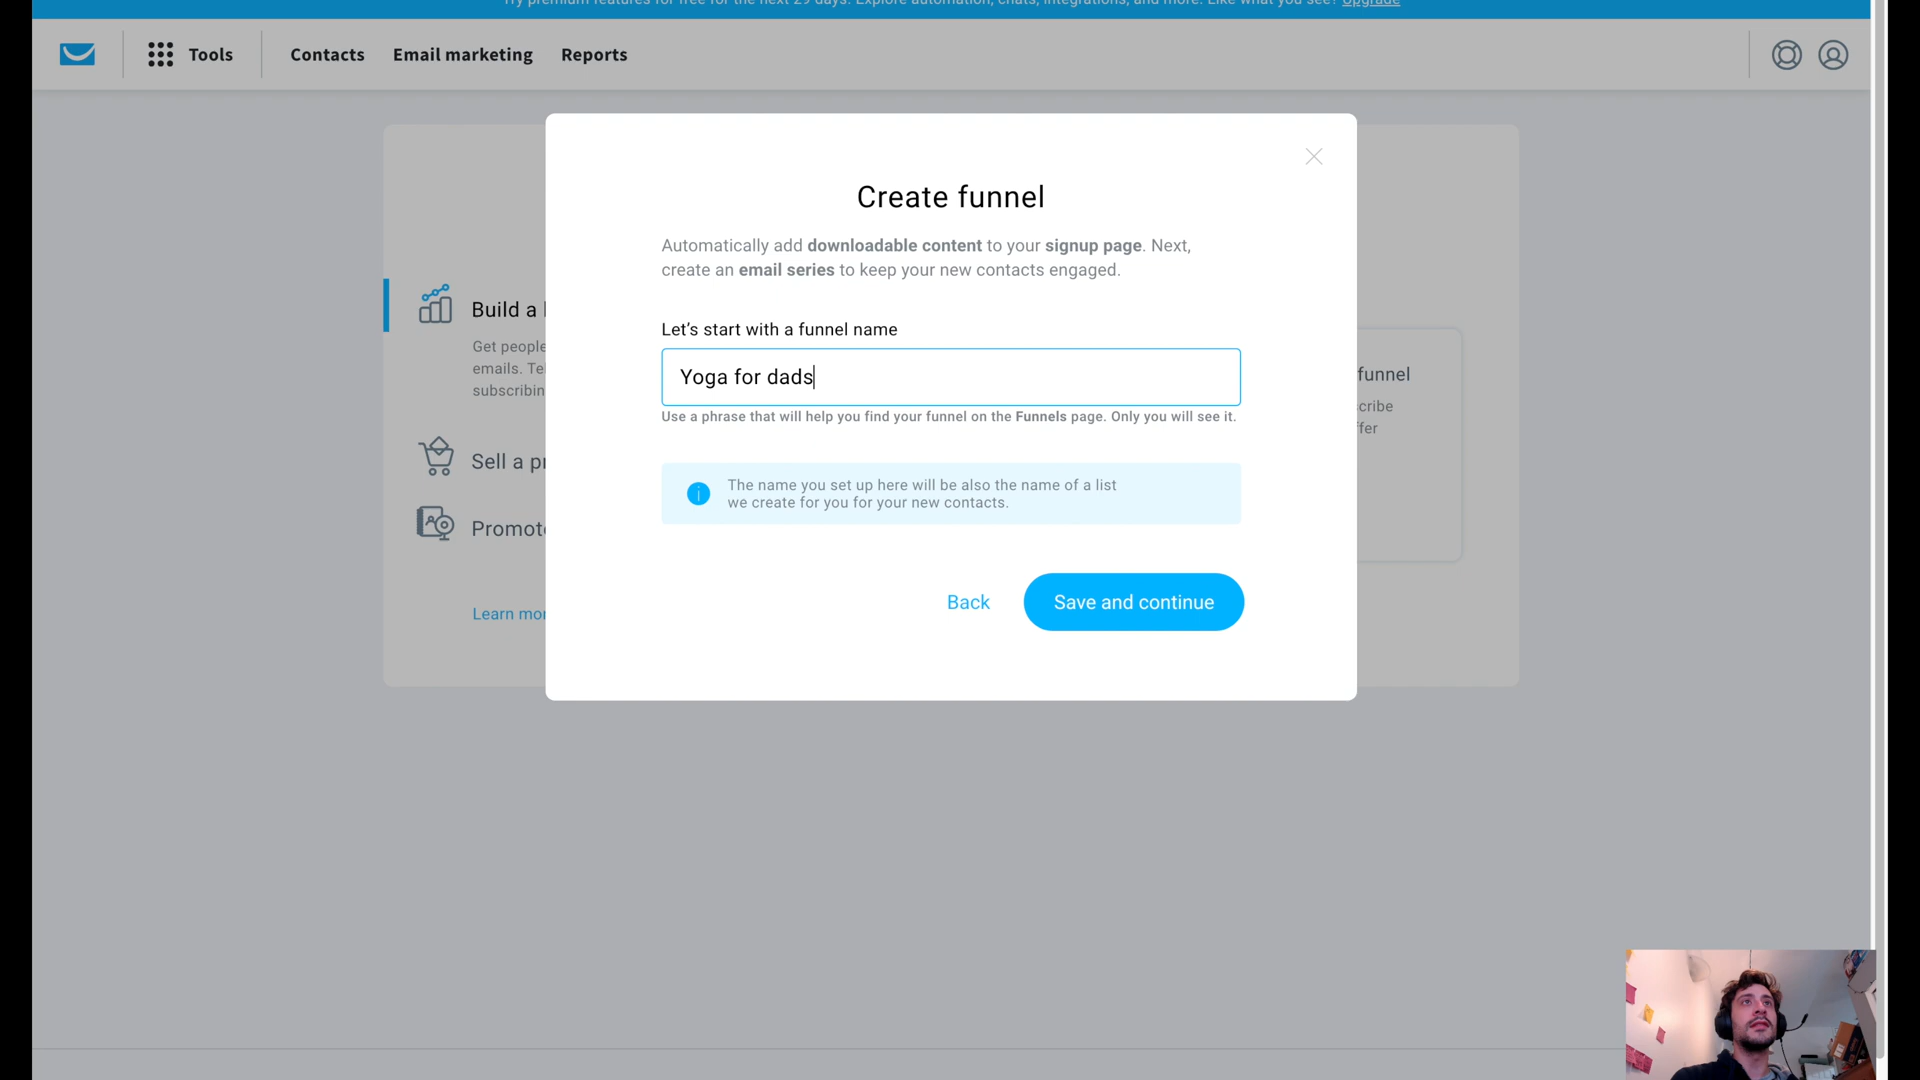 Try premium features for free for the next 29 days. Explore automation, chats, integrations, and more. Like what you see? Upgrade
Tools
Contacts
Email marketing
Reports
Create funnel
Automatically add downloadable content to your signup page. Next,
create an email series to keep your new contacts engaged.
Let’s start with a funnel name
Yoga for dads
Use a phrase that will help you find your funnel on the Funnels page. Only you will see it.
The name you set up here will be also the name of a list
we create for you for your new contacts.
Back
Save and continue
Build a
Get people
emails. Te
subscribin
Sell a pr
Promote
Learn mor
funnel
cribe
ffer